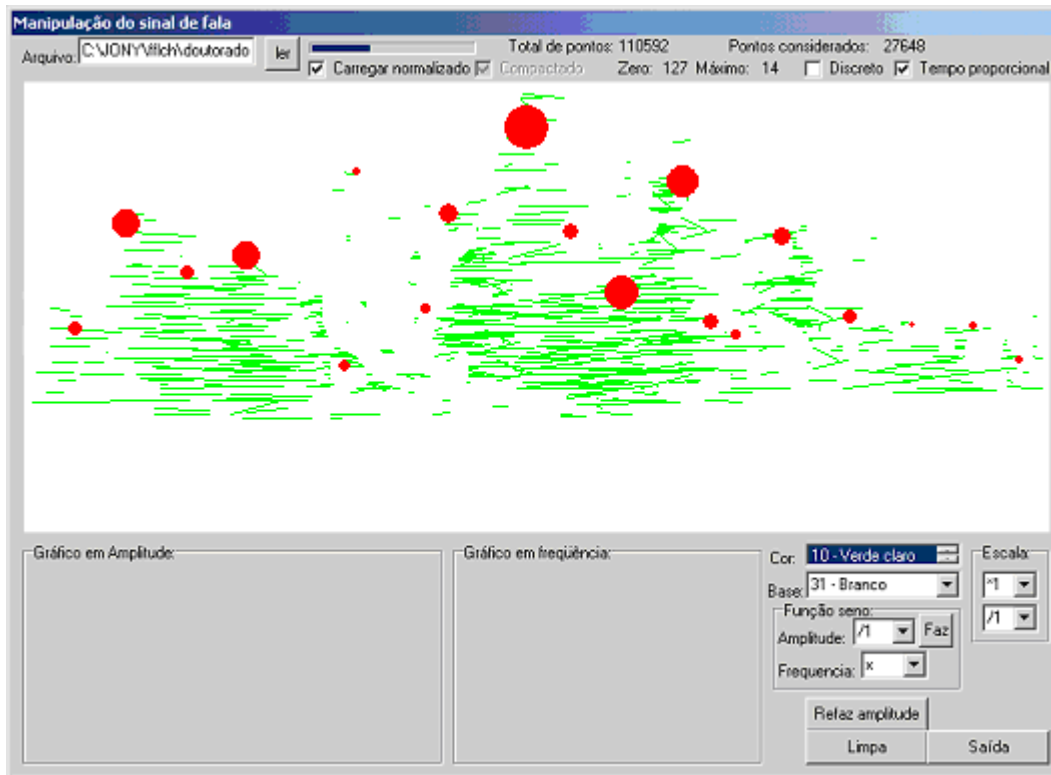 Manipulação do sinal de fala
Arquivo: C:\JONY\fflch\doutorado ler Total de pontos: 110592 Pontos considerados: 27648
Carregar normalizado Compactado Zero: 127 Máximo: 14 Discreto Tempo proporcional
Gráfico em Amplitude:
Gráfico em freqüência:
Cor: 10 - Verde claro
Base: 31 - Branco
Função seno:
Amplitude: /1 Faz
Frequencia: x
Escala:
*1
/1
Refaz amplitude
Limpa Saída